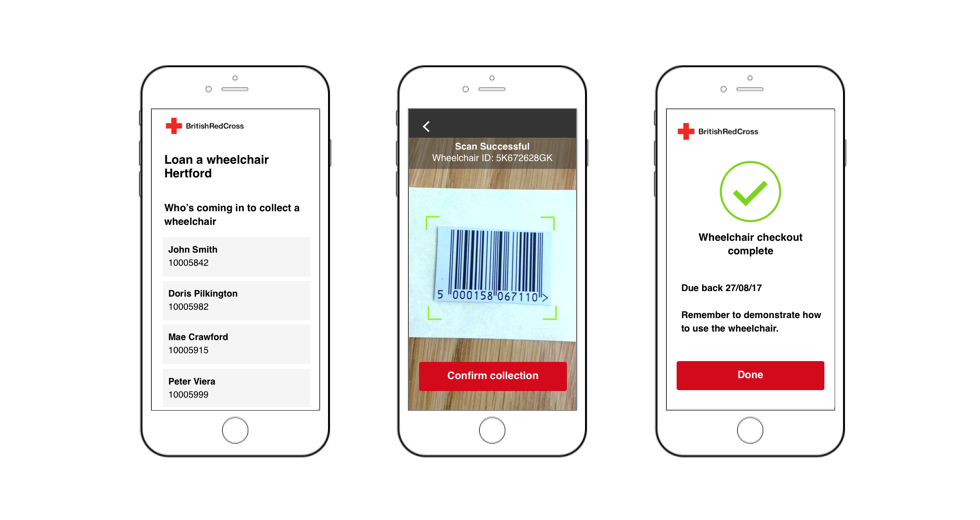 BritishRedCross
Loan a wheelchair
Hertford
Who's coming in to collect a
wheelchair
John Smith
10005842
Doris Pilkington
10005982
Mae Crawford
10005915
Peter Viera
10005999
Scan Successful
Wheelchair ID: 5K672628GK
5 000158 067110 >
Confirm collection
BritishRedCross
Wheelchair checkout
complete
Due back 27/08/17
Remember to demonstrate how
to use the wheelchair.
Done